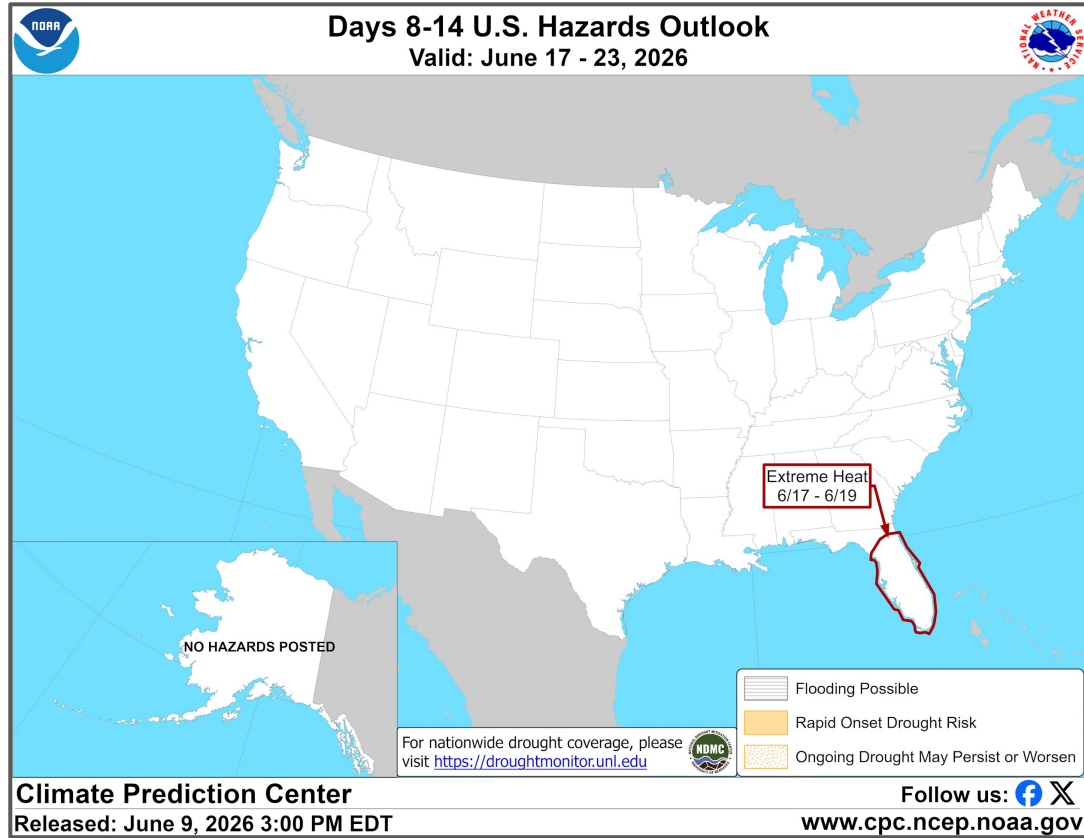 NOAA
Days 8-14 U.S. Hazards Outlook
Valid: June 17 - 23, 2026
NATIONAL WEATHER SERVICE
Extreme Heat
6/17 - 6/19
NO HAZARDS POSTED
For nationwide drought coverage, please
visit https://droughtmonitor.unl.edu
NDMC
Flooding Possible
Rapid Onset Drought Risk
Ongoing Drought May Persist or Worsen
Climate Prediction Center
Released: June 9, 2026 3:00 PM EDT
Follow us:
www.cpc.ncep.noaa.gov